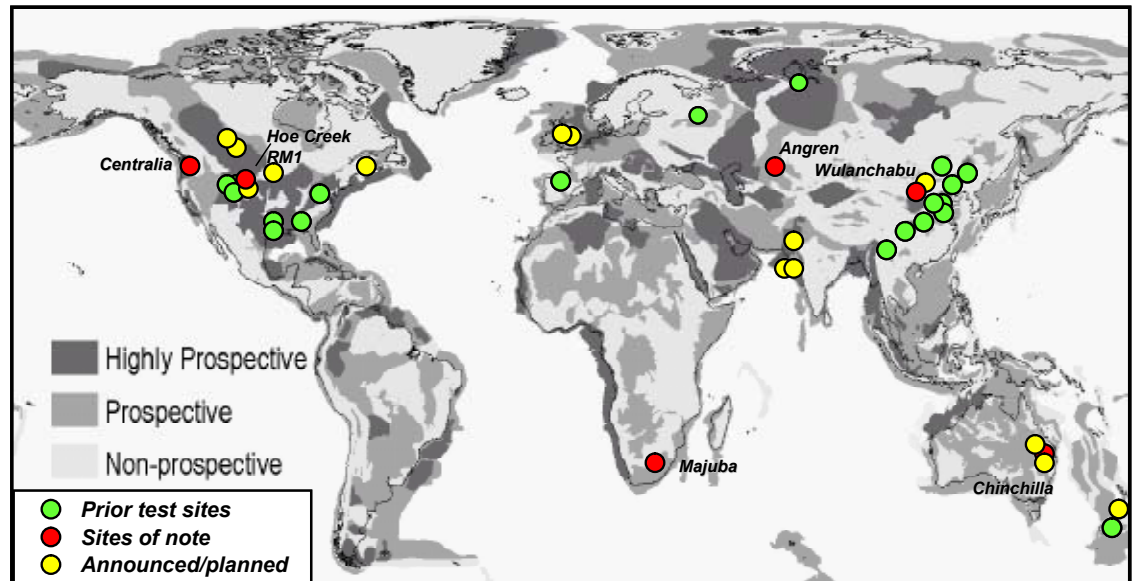 Hoe Creek
RM1
Centralia
Angren
Wulanchabu
Highly Prospective
Prospective
Non-prospective
Majuba
Chinchilla
Prior test sites
Sites of note
Announced/planned